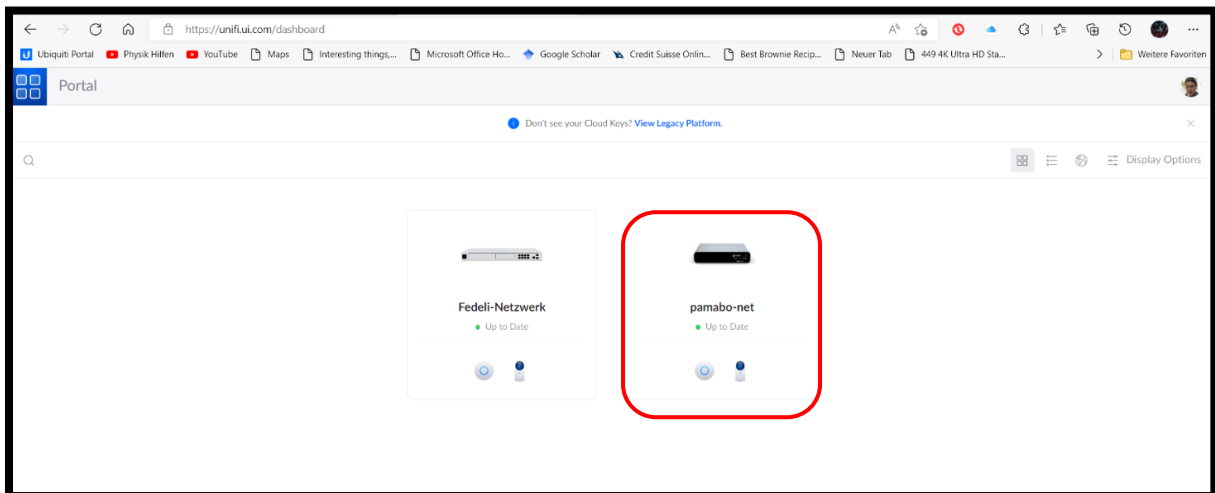 https://unifi.ui.com/dashboard
Ubiquiti Portal Physik Hilfen YouTube Maps Interesting things,... Microsoft Office Ho... Google Scholar Credit Suisse Onlin... Best Brownie Recip... Neuer Tab 449 4K Ultra HD Sta... Weitere Favoriten
Portal
Don't see your Cloud Keys? View Legacy Platform.
Display Options
Fedeli-Netzwerk
Up to Date
pamabo-net
Up to Date